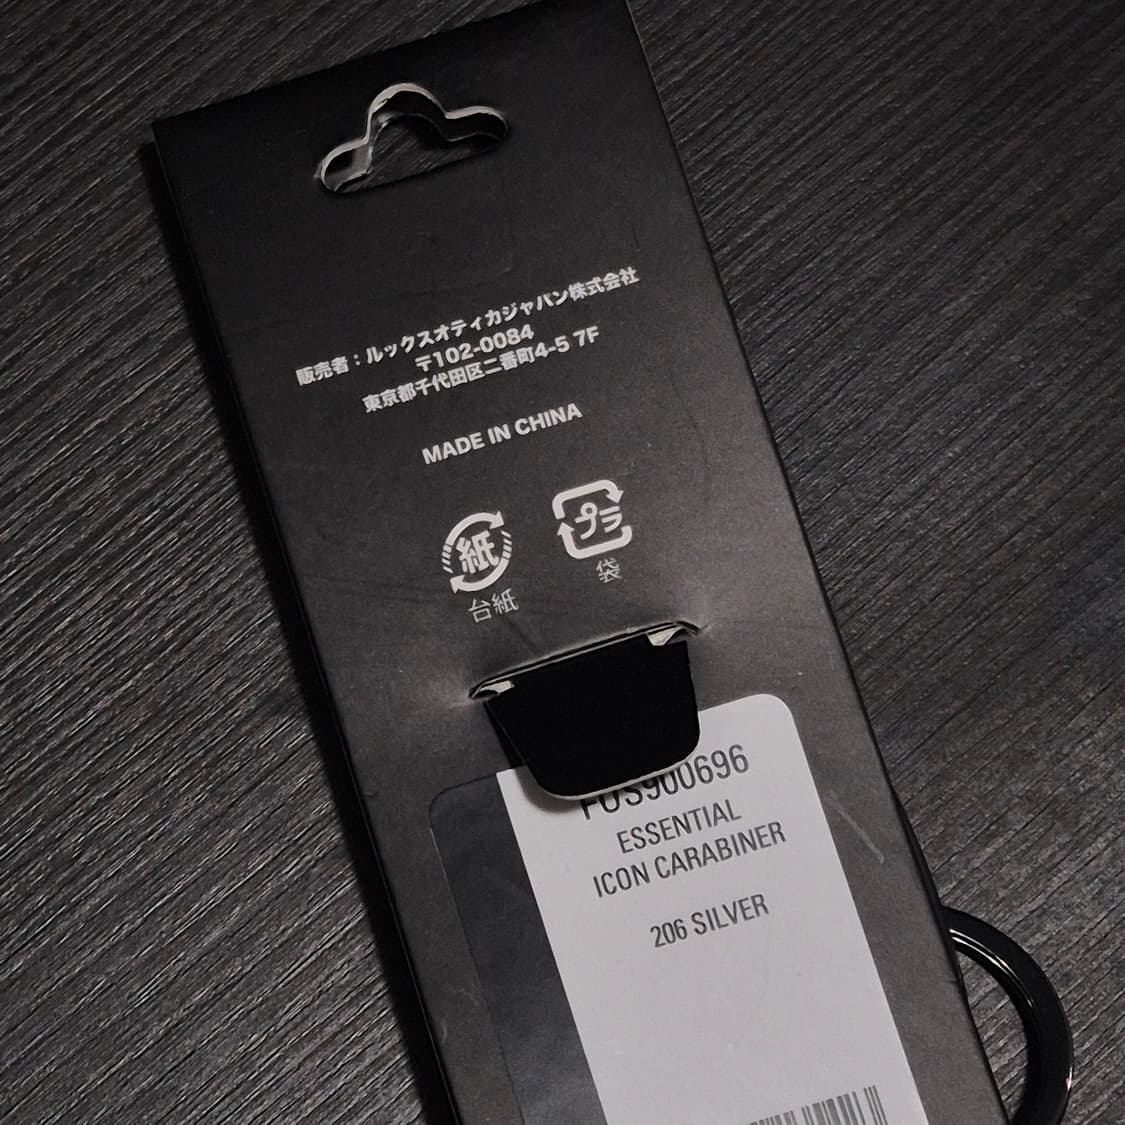 販売者：ルックスオティカジャパン株式会社
〒102-0084
東京都千代田区二番町4-5 7F
MADE IN CHINA
紙
プラ
台紙
袋
FOS900696
ESSENTIAL
ICON CARABINER
206 SILVER